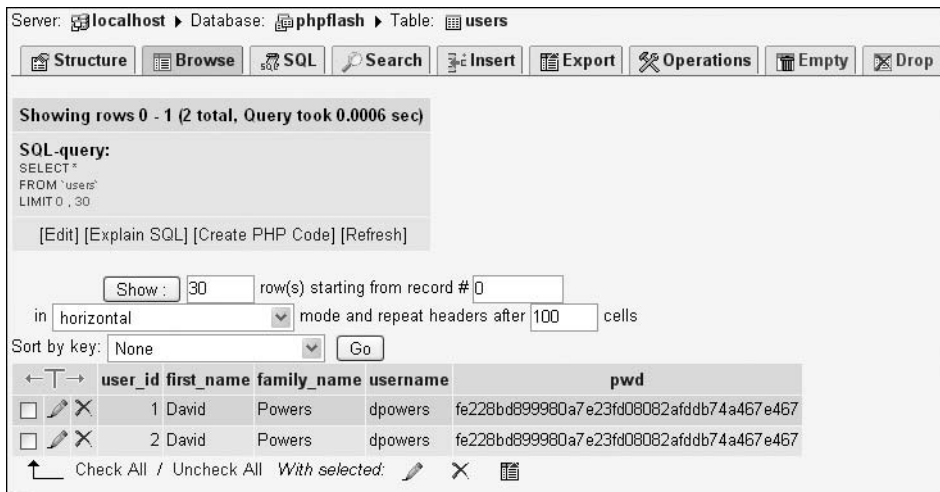 Server: localhost ▸ Database: phpflash ▸ Table: users
Structure Browse SQL Search Insert Export Operations Empty Drop
Showing rows 0 - 1 (2 total, Query took 0.0006 sec)
SQL-query:
SELECT *
FROM `users`
LIMIT 0 , 30
[Edit] [Explain SQL] [Create PHP Code] [Refresh]
Show : 30 row(s) starting from record # 0
in horizontal mode and repeat headers after 100 cells
Sort by key: None Go
←T→ user_id first_name family_name username pwd
1 David Powers dpowers fe228bd899980a7e23fd08082afddb74a467e467
2 David Powers dpowers fe228bd899980a7e23fd08082afddb74a467e467
Check All / Uncheck All With selected: